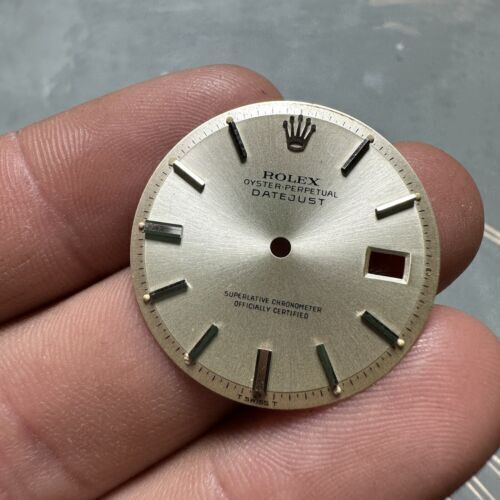 ROLEX
OYSTER-PERPETUAL
DATEJUST
SUPERLATIVE CHRONOMETER
OFFICIALLY CERTIFIED
T SWISS T